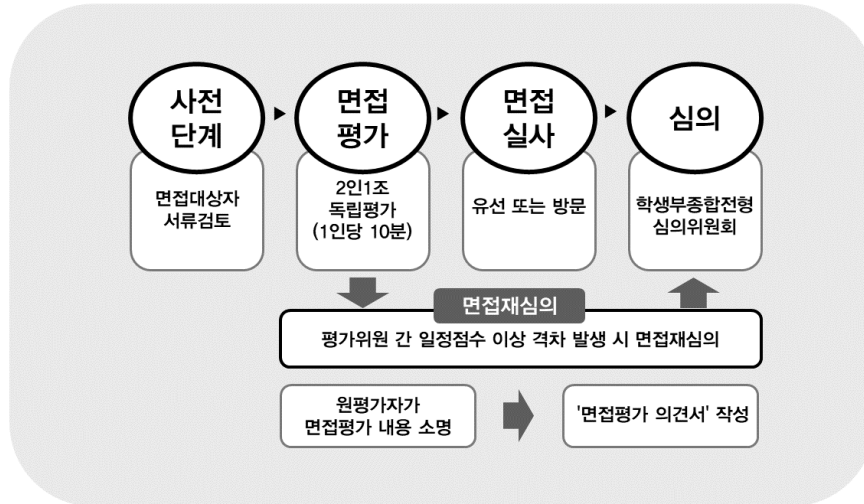 사전
단계
면접
평가
면접
실사
심의
면접대상자
서류검토
2인1조
독립평가
(1인당 10분)
유선 또는 방문
학생부종합전형
심의위원회
면접재심의
평가위원 간 일정점수 이상 격차 발생 시 면접재심의
원평가자가
면접평가 내용 소명
'면접평가 의견서' 작성